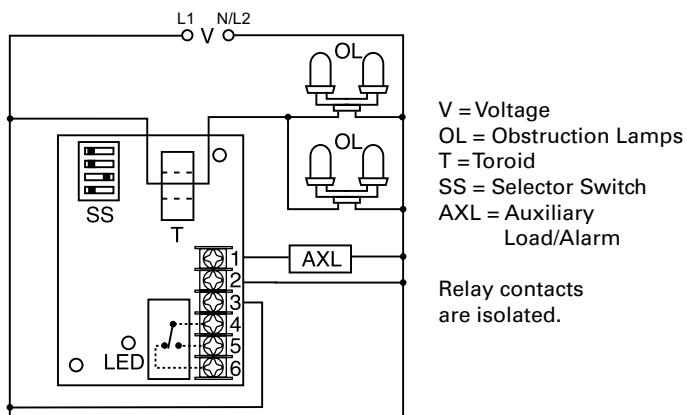 L1 V N/L2
OL
OL
SS
T
1
AXL
2
3
4
5
6
LED
V = Voltage
OL = Obstruction Lamps
T = Toroid
SS = Selector Switch
AXL = Auxiliary
Load/Alarm
Relay contacts
are isolated.